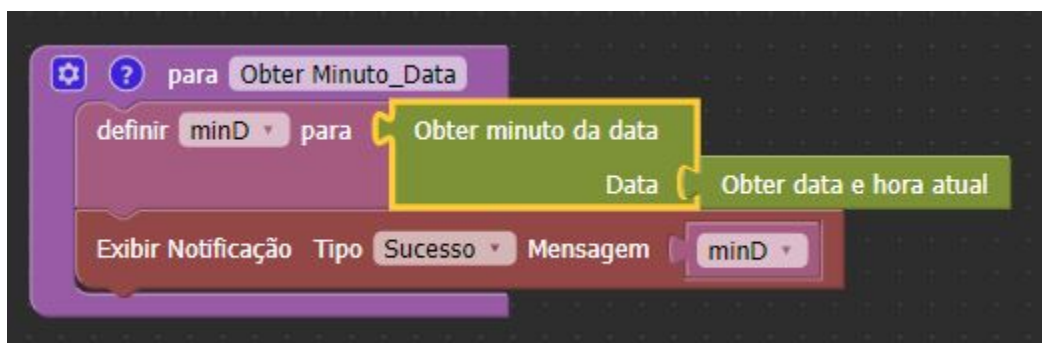 ? para Obter Minuto_Data
definir minD para Obter minuto da data
Data Obter data e hora atual
Exibir Notificação Tipo Sucesso Mensagem minD